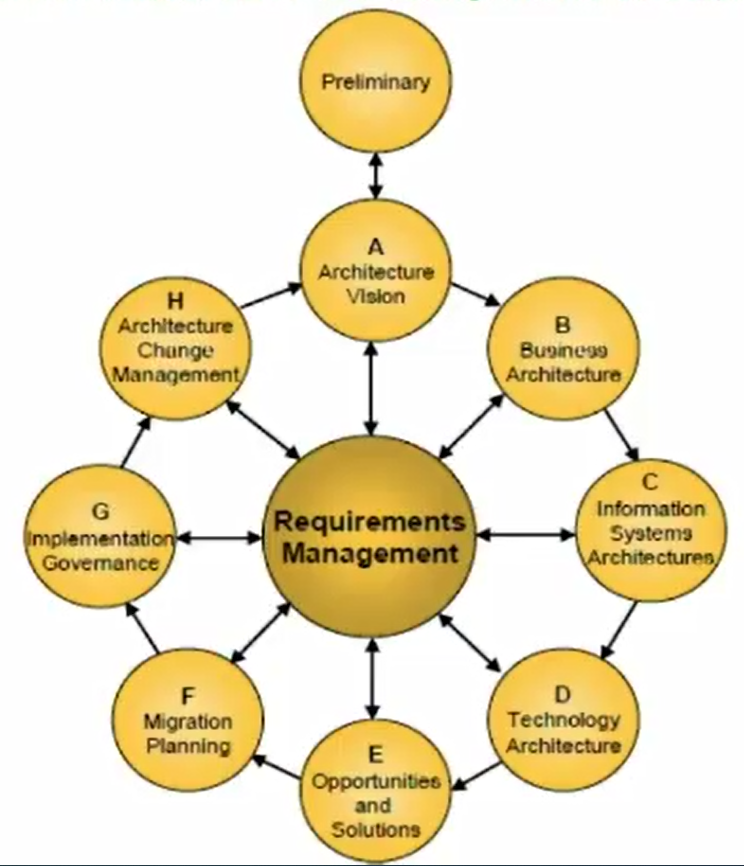 Preliminary
A
Architecture
Vision
B
Business
Architecture
C
Information
Systems
Architectures
D
Technology
Architecture
E
Opportunities
and
Solutions
F
Migration
Planning
G
Implementation
Governance
H
Architecture
Change
Management
Requirements
Management